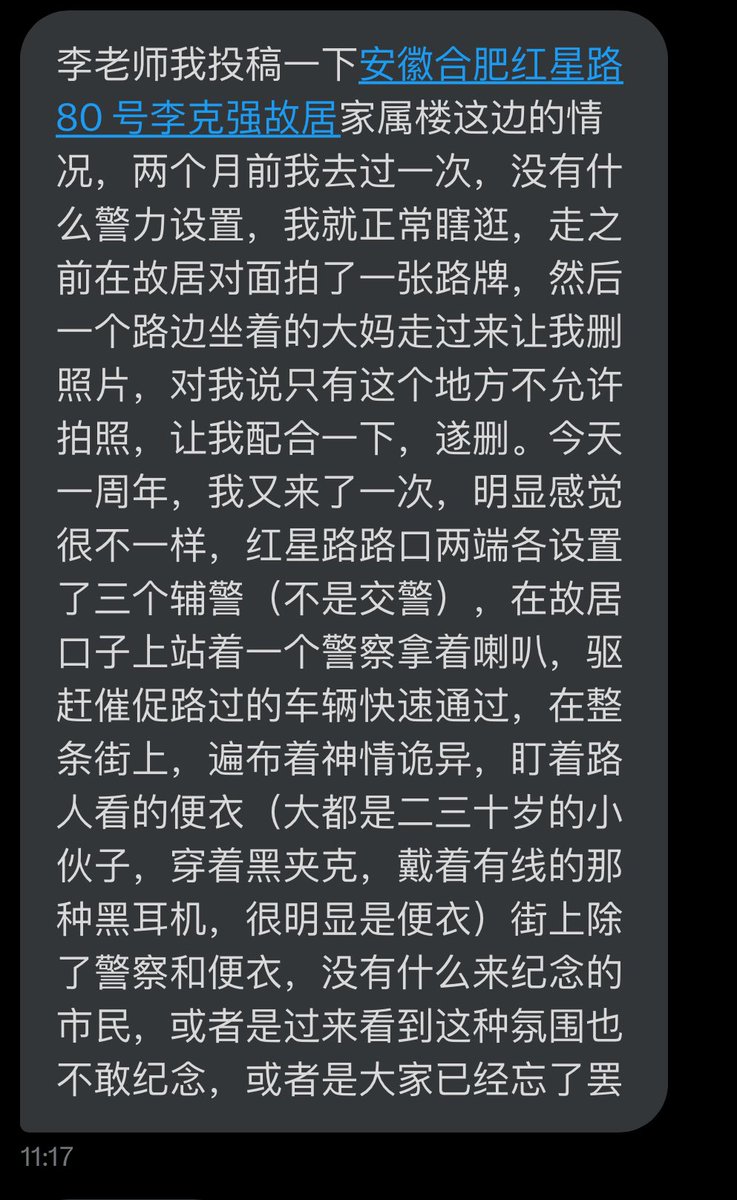 李老师我投稿一下安徽合肥红星路
80 号李克强故居家属楼这边的情
况，两个月前我去过一次，没有什
么警力设置，我就正常瞎逛，走之
前在故居对面拍了一张路牌，然后
一个路边坐着的大妈走过来让我删
照片，对我说只有这个地方不允许
拍照，让我配合一下，遂删。今天
一周年，我又来了一次，明显感觉
很不一样，红星路路口两端各设置
了三个辅警（不是交警），在故居
口子上站着一个警察拿着喇叭，驱
赶催促路过的车辆快速通过，在整
条街上，遍布着神情诡异，盯着路
人看的便衣（大都是二三十岁的小
伙子，穿着黑夹克，戴着有线的那
种黑耳机，很明显是便衣）街上除
了警察和便衣，没有什么来纪念的
市民，或者是过来看到这种氛围也
不敢纪念，或者是大家已经忘了罢
11:17